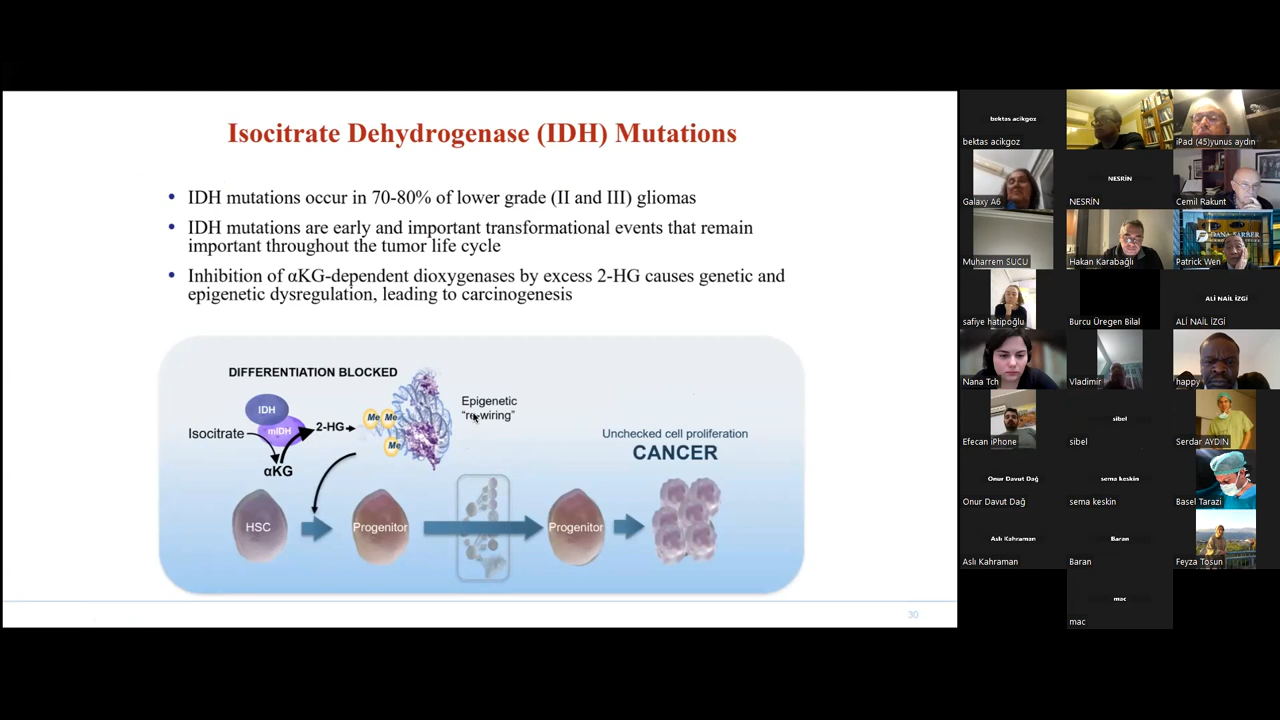 Isocitrate Dehydrogenase (IDH) Mutations
• IDH mutations occur in 70-80% of lower grade (II and III) gliomas
• IDH mutations are early and important transformational events that remain
important throughout the tumor life cycle
• Inhibition of αKG-dependent dioxygenases by excess 2-HG causes genetic and
epigenetic dysregulation, leading to carcinogenesis
DIFFERENTIATION BLOCKED
IDH
mIDH
Isocitrate
2-HG
αKG
Me
Me
Me
Epigenetic
“re-wiring”
Unchecked cell proliferation
CANCER
HSC
Progenitor
Progenitor
30
bektas acikgoz
bektas acikgoz
iPad (45)yunus aydin
Galaxy A6
NESRİN
NESRİN
Cemil Rakunt
Muharrem SUCU
Hakan Karabağlı
DANA-FARBER
Patrick Wen
safiye hatipoğlu
Burcu Üregen Bilal
ALİ NAİL İZGİ
ALİ NAİL İZGİ
Nana Tch
Vladimir
happy
Efecan iPhone
sibel
sibel
Serdar AYDIN
Onur Davut Dağ
Onur Davut Dağ
sema keskin
sema keskin
Basel Tarazi
Aslı Kahraman
Aslı Kahraman
Baran
Baran
Feyza Tosun
mac
mac